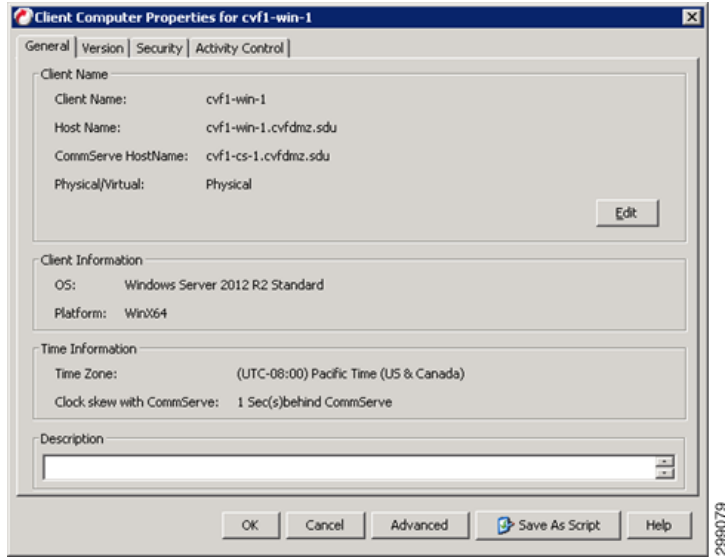 Client Computer Properties for cvf1-win-1
General Version Security Activity Control
Client Name
Client Name: cvf1-win-1
Host Name: cvf1-win-1.cvfdmz.sdu
CommServe HostName: cvf1-cs-1.cvfdmz.sdu
Physical/Virtual: Physical
Edit
Client Information
OS: Windows Server 2012 R2 Standard
Platform: WinX64
Time Information
Time Zone: (UTC-08:00) Pacific Time (US & Canada)
Clock skew with CommServe: 1 Sec(s)behind CommServe
Description
OK Cancel Advanced Save As Script Help
299079